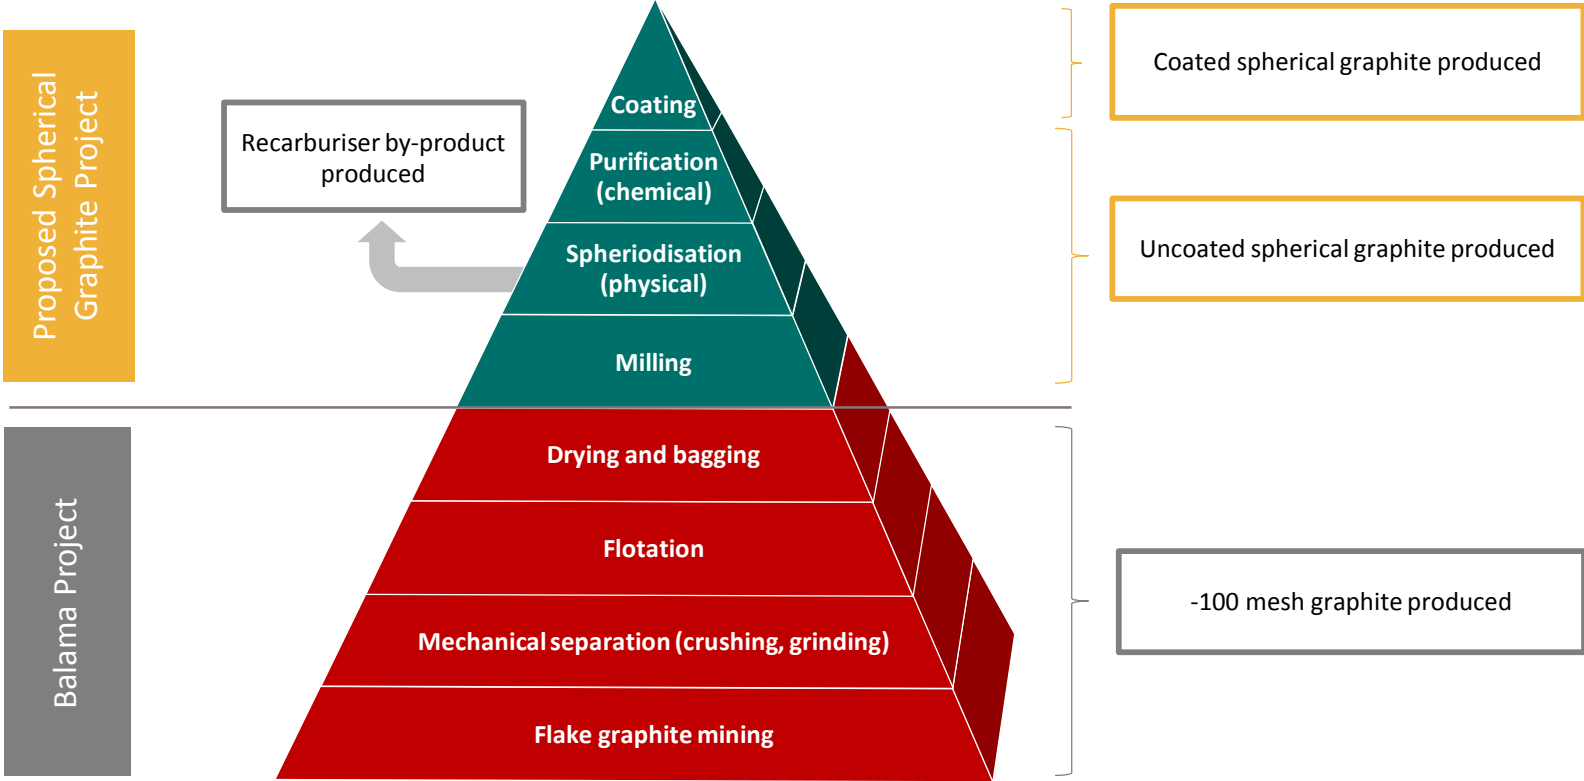 Proposed Spherical
Graphite Project
Recarburiser by-product
produced
Coating
Purification
(chemical)
Spheriodisation
(physical)
Milling
Coated spherical graphite produced
Uncoated spherical graphite produced
Balama Project
Drying and bagging
Flotation
Mechanical separation (crushing, grinding)
Flake graphite mining
-100 mesh graphite produced